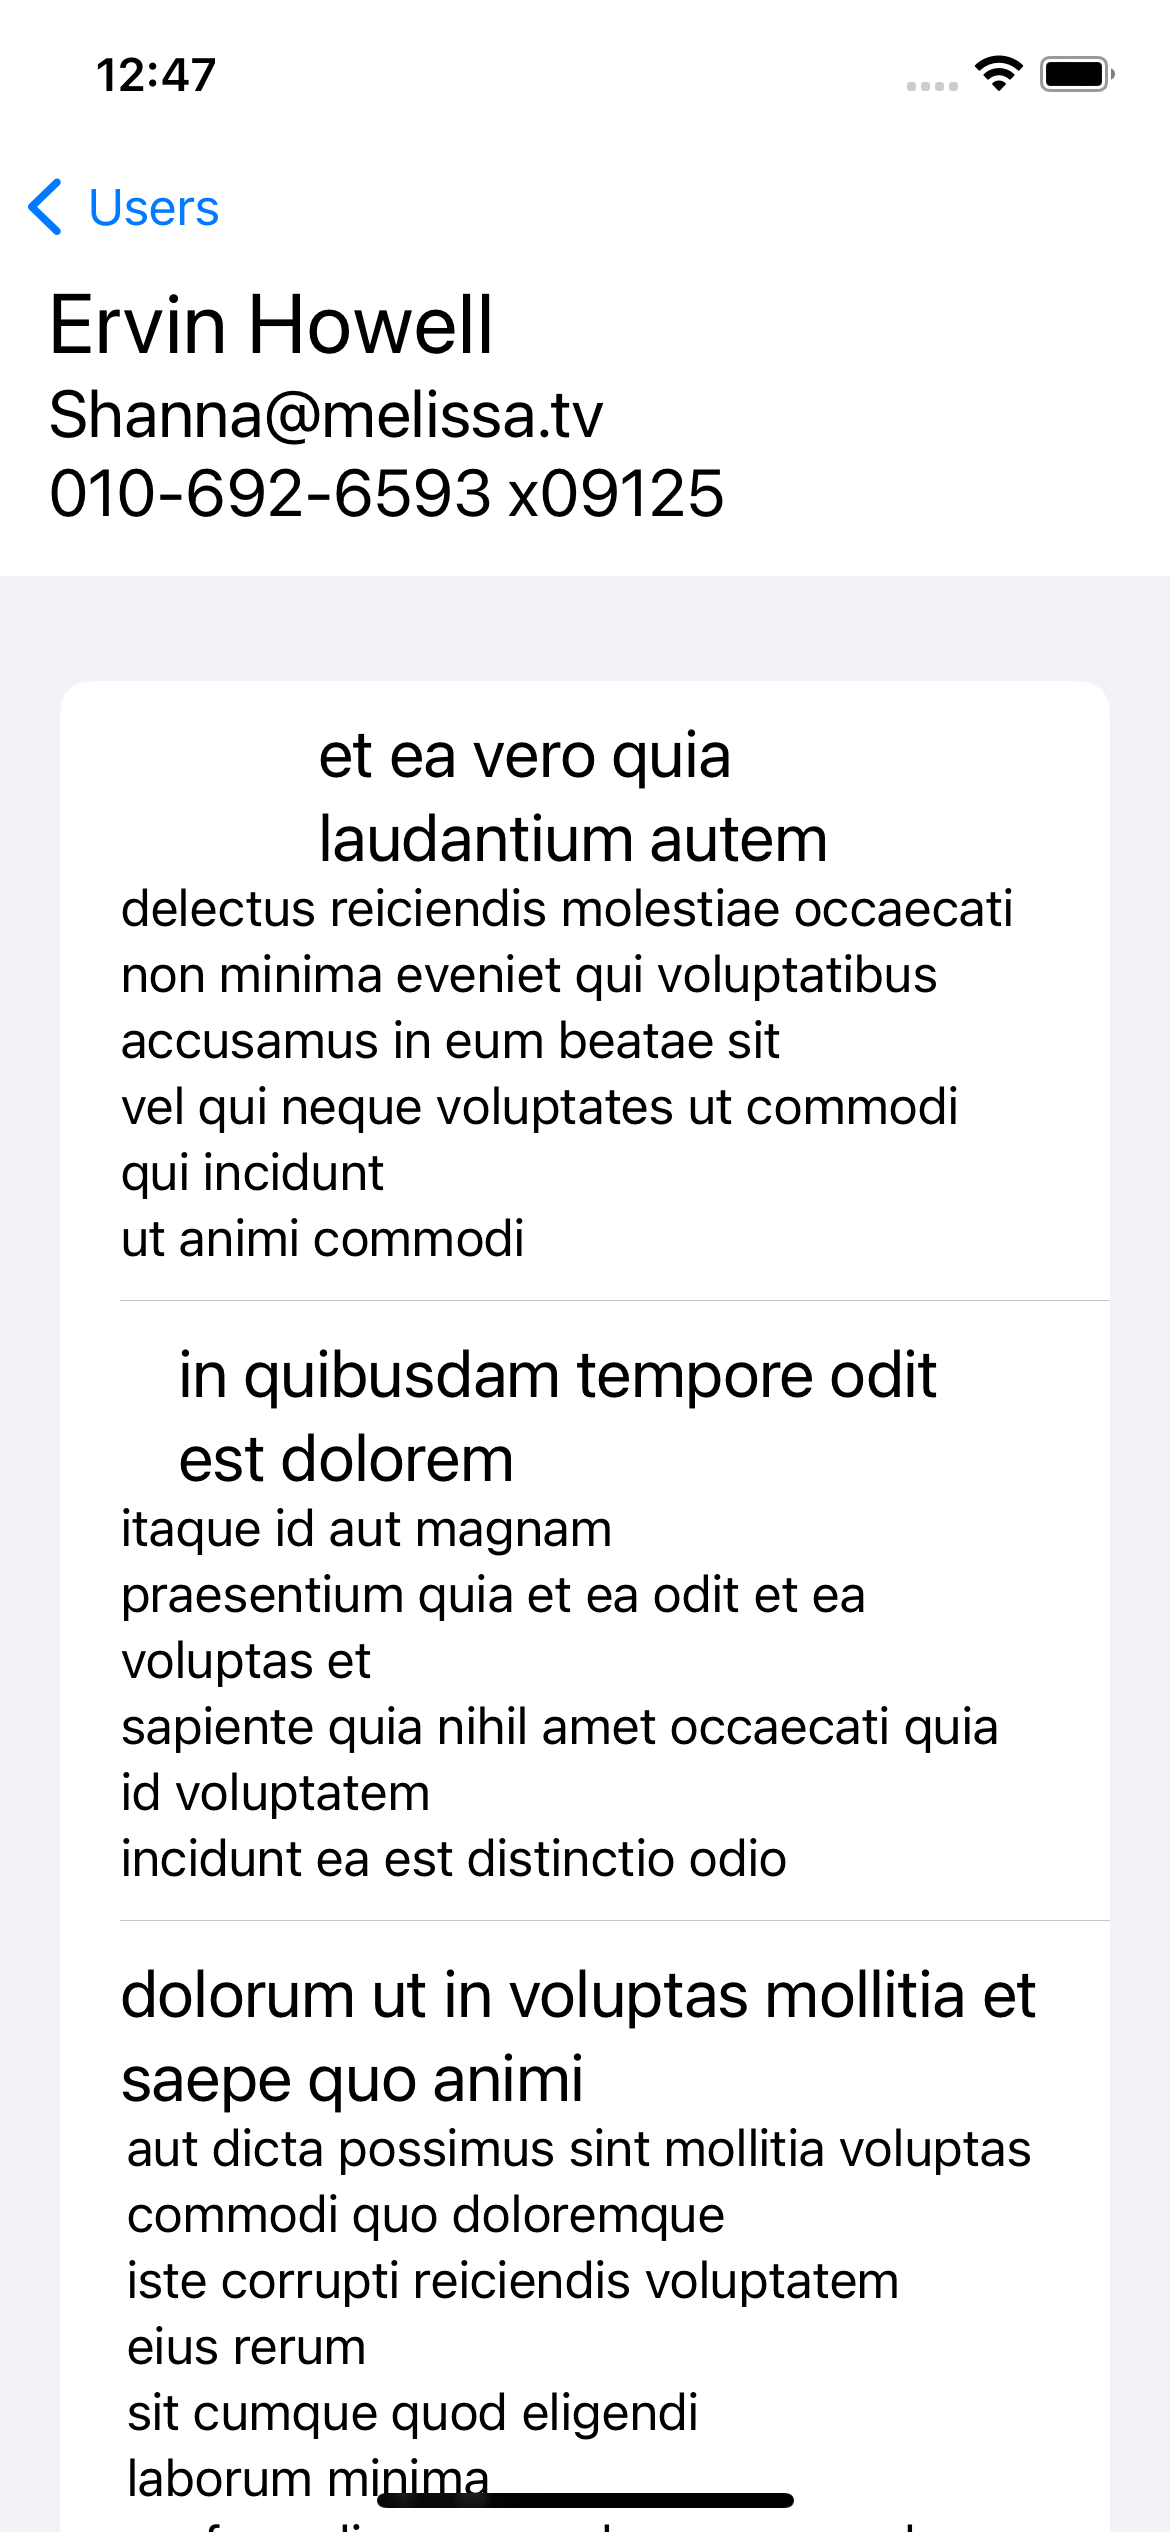 12:47
Users
Ervin Howell
Shanna@melissa.tv
010-692-6593 x09125
et ea vero quia
laudantium autem
delectus reiciendis molestiae occaecati
non minima eveniet qui voluptatibus
accusamus in eum beatae sit
vel qui neque voluptates ut commodi
qui incidunt
ut animi commodi
in quibusdam tempore odit
est dolorem
itaque id aut magnam
praesentium quia et ea odit et ea
voluptas et
sapiente quia nihil amet occaecati quia
id voluptatem
incidunt ea est distinctio odio
dolorum ut in voluptas mollitia et
saepe quo animi
aut dicta possimus sint mollitia voluptas
commodi quo doloremque
iste corrupti reiciendis voluptatem
eius rerum
sit cumque quod eligendi
laborum minima